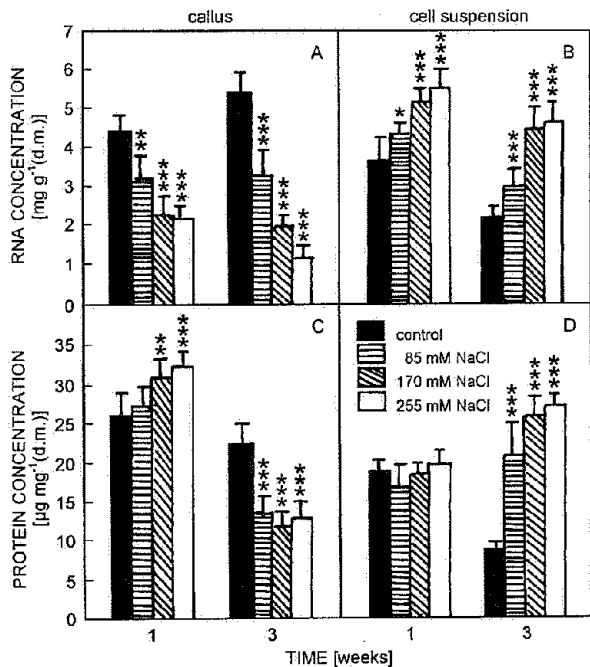 callus
cell suspension
RNA CONCENTRATION
[mg g-1(d.m.)]
7
6
5
4
3
2
1
0
A
**
***
***
***
***
***
B
*
***
***
***
***
***
PROTEIN CONCENTRATION
[µg mg-1(d.m.)]
35
30
25
20
15
10
5
0
C
**
***
***
***
***
D
control
85 mM NaCl
170 mM NaCl
255 mM NaCl
***
***
***
1
3
1
3
TIME [weeks]